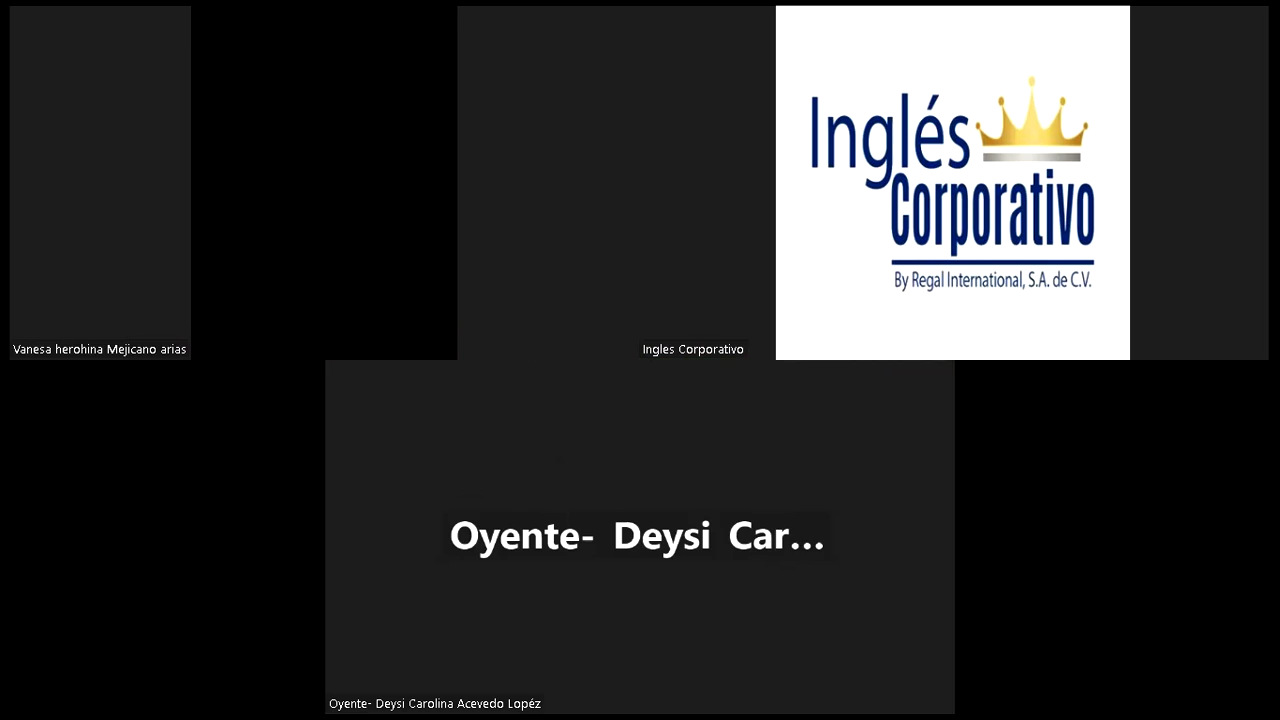 Inglés
Corporativo
By Regal International, S.A. de C.V.
Vanesa herohina Mejicano arias
Ingles Corporativo
Oyente- Deysi Car...
Oyente- Deysi Carolina Acevedo Lopéz